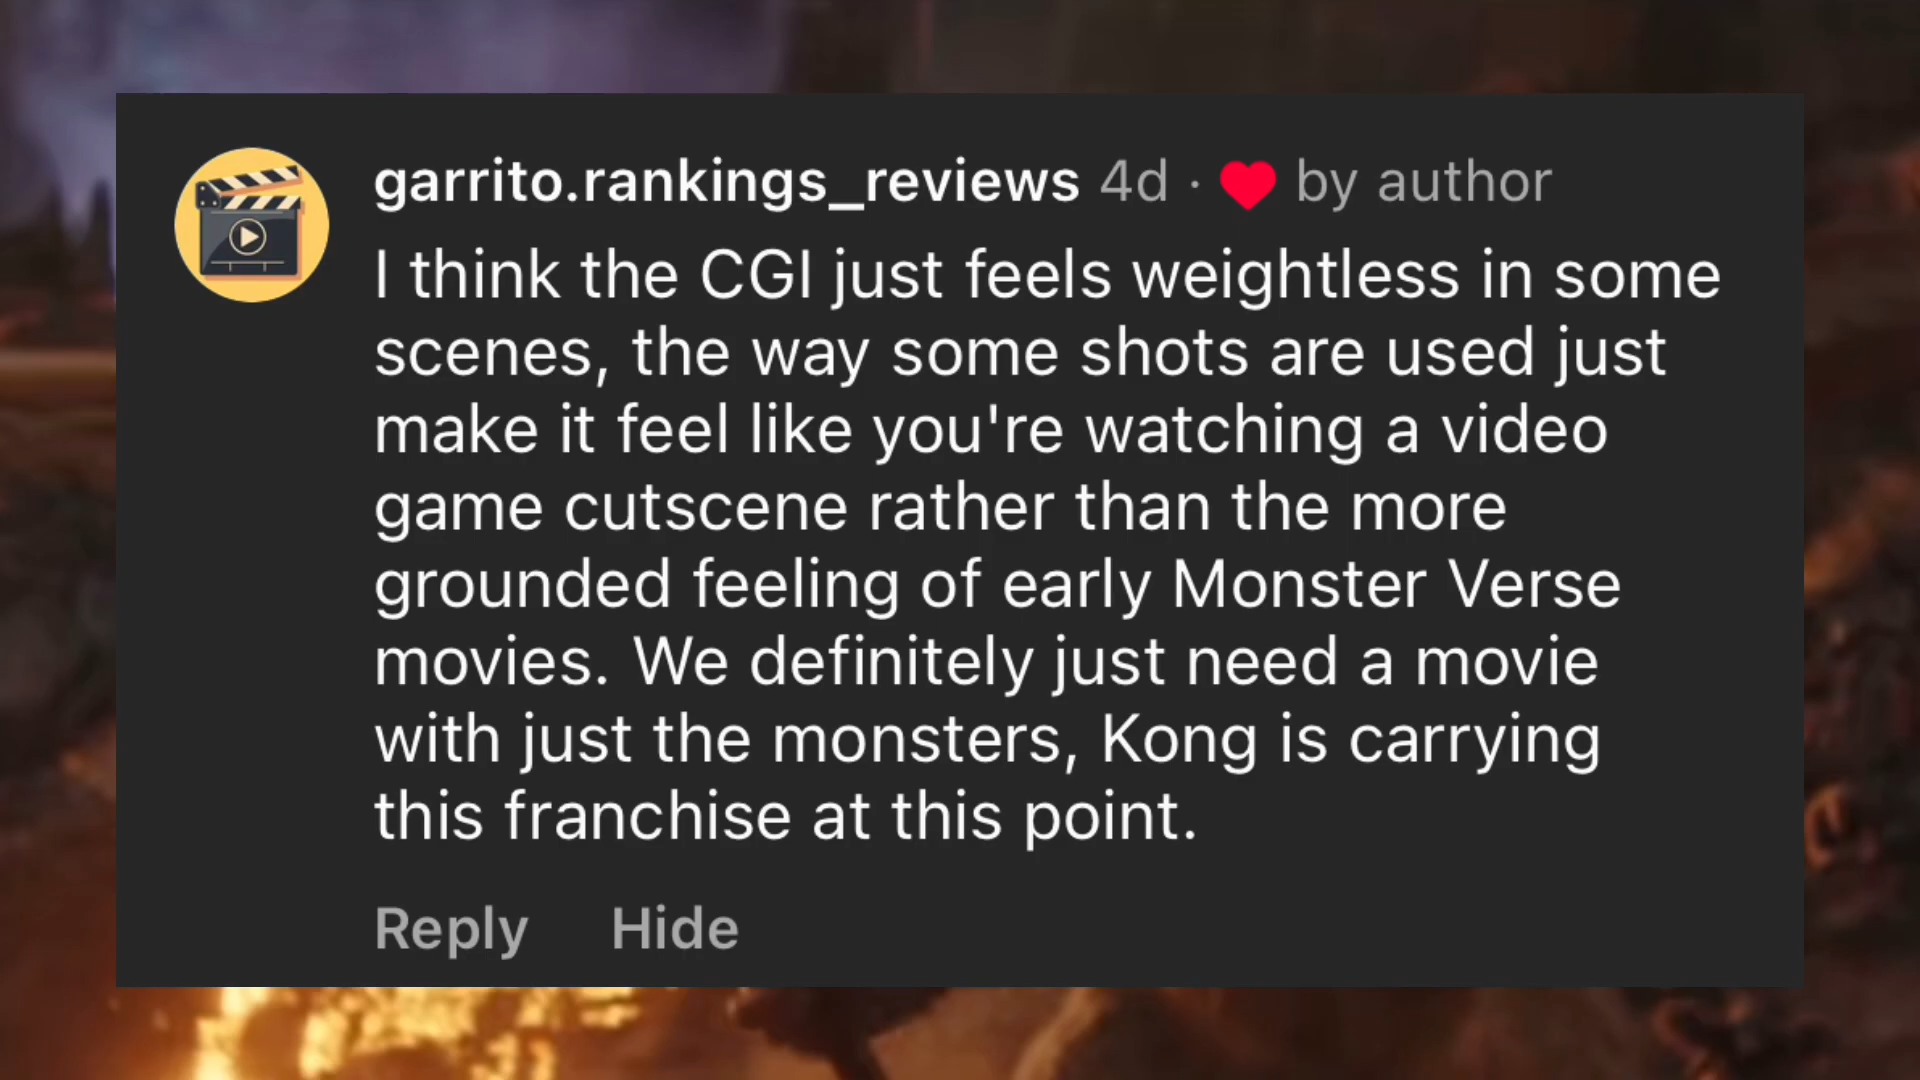 garrito.rankings_reviews 4d · ❤ by author
I think the CGI just feels weightless in some
scenes, the way some shots are used just
make it feel like you're watching a video
game cutscene rather than the more
grounded feeling of early Monster Verse
movies. We definitely just need a movie
with just the monsters, Kong is carrying
this franchise at this point.
Reply Hide